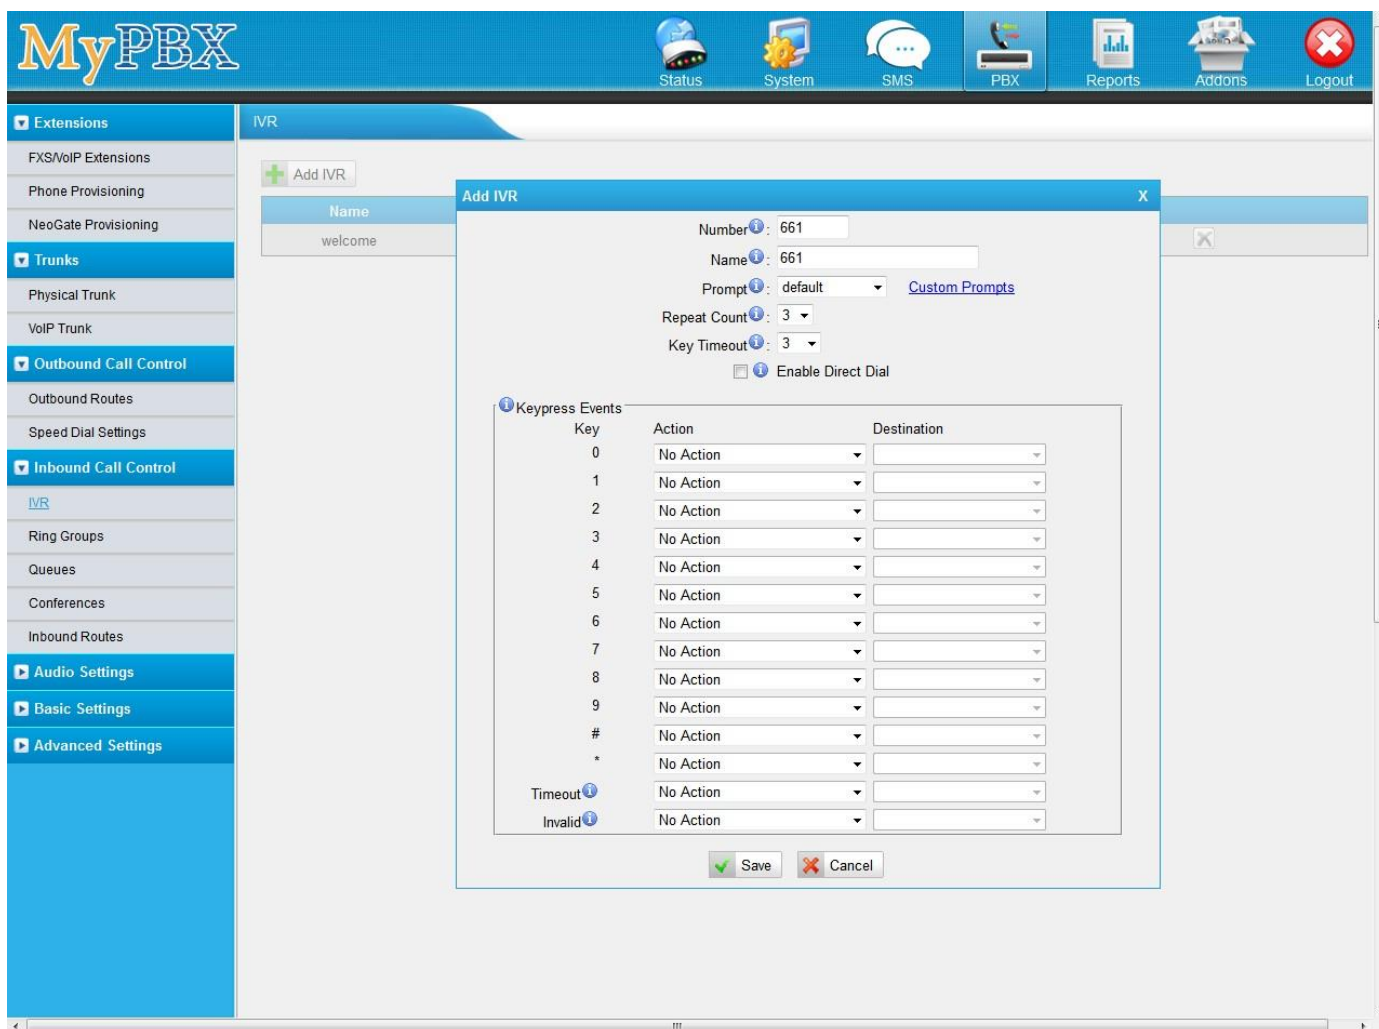 MyPBX
Status System SMS PBX Reports Addons Logout
Extensions
FXS/VoIP Extensions
Phone Provisioning
NeoGate Provisioning
Trunks
Physical Trunk
VoIP Trunk
Outbound Call Control
Outbound Routes
Speed Dial Settings
Inbound Call Control
IVR
Ring Groups
Queues
Conferences
Inbound Routes
Audio Settings
Basic Settings
Advanced Settings
IVR
Add IVR
Name
welcome
Add IVR X
Number : 661
Name : 661
Prompt : default Custom Prompts
Repeat Count : 3
Key Timeout : 3
Enable Direct Dial
Keypress Events
Key Action Destination
0 No Action
1 No Action
2 No Action
3 No Action
4 No Action
5 No Action
6 No Action
7 No Action
8 No Action
9 No Action
# No Action
* No Action
Timeout No Action
Invalid No Action
Save Cancel